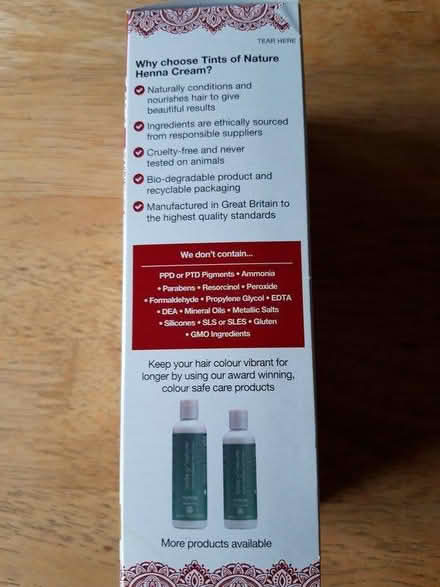 TEAR HERE
Why choose Tints of Nature
Henna Cream?
Naturally conditions and
nourishes hair to give
beautiful results
Ingredients are ethically sourced
from responsible suppliers
Cruelty-free and never
tested on animals
Bio-degradable product and
recyclable packaging
Manufactured in Great Britain to
the highest quality standards
We don't contain...
PPD or PTD Pigments • Ammonia
• Parabens • Resorcinol • Peroxide
• Formaldehyde • Propylene Glycol • EDTA
• DEA • Mineral Oils • Metallic Salts
• Silicones • SLS or SLES • Gluten
• GMO Ingredients
Keep your hair colour vibrant for
longer by using our award winning,
colour safe care products
More products available